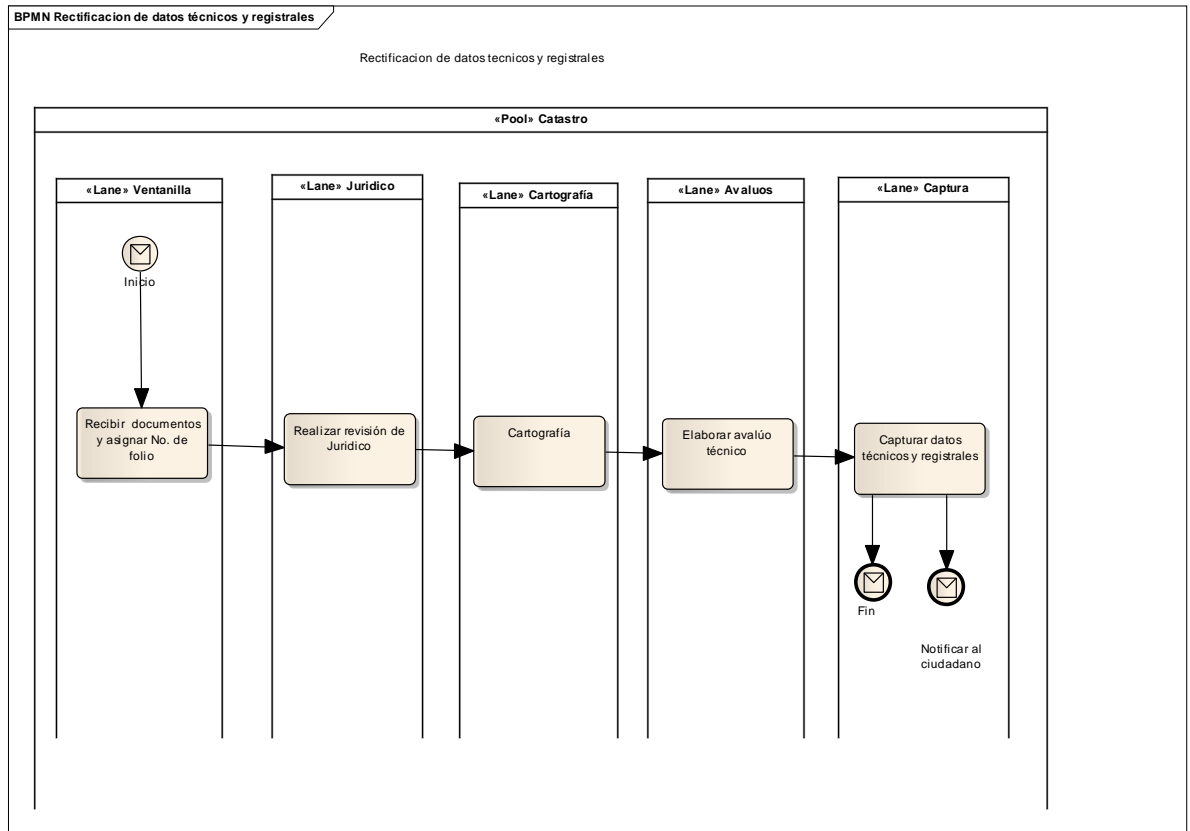 BPMN Rectificacion de datos técnicos y registrales
Rectificacion de datos tecnicos y registrales
«Pool» Catastro
«Lane» Ventanilla
«Lane» Juridico
«Lane» Cartografía
«Lane» Avaluos
«Lane» Captura
Inicio
Recibir documentos
y asignar No. de
folio
Realizar revisión de
Juridico
Cartografía
Elaborar avalúo
técnico
Capturar datos
técnicos y registrales
Fin
Notificar al
ciudadano